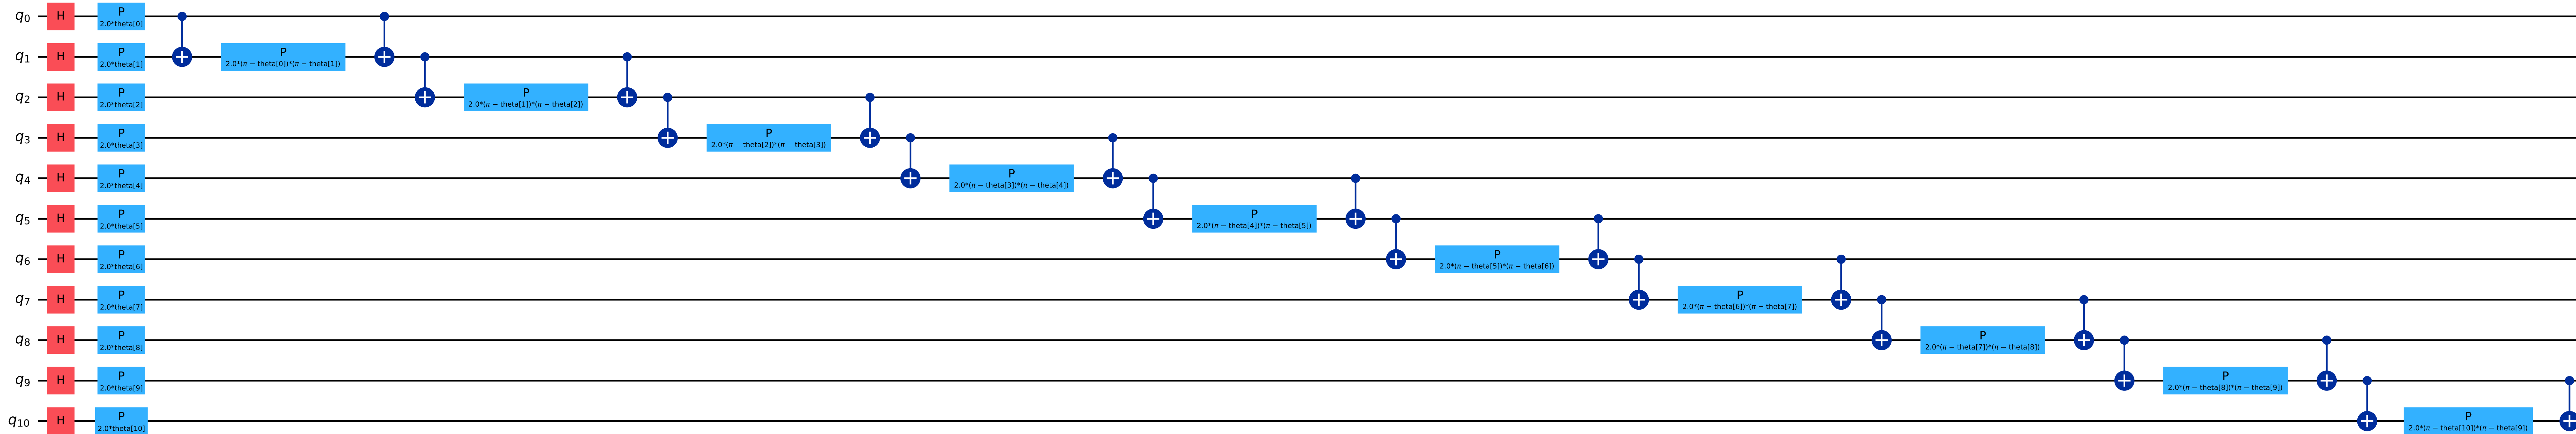 q0 H P 2.0*theta[0]
q1 H P 2.0*theta[1] P 2.0*(π − theta[0])*(π − theta[1])
q2 H P 2.0*theta[2] P 2.0*(π − theta[1])*(π − theta[2])
q3 H P 2.0*theta[3] P 2.0*(π − theta[2])*(π − theta[3])
q4 H P 2.0*theta[4] P 2.0*(π − theta[3])*(π − theta[4])
q5 H P 2.0*theta[5] P 2.0*(π − theta[4])*(π − theta[5])
q6 H P 2.0*theta[6] P 2.0*(π − theta[5])*(π − theta[6])
q7 H P 2.0*theta[7] P 2.0*(π − theta[6])*(π − theta[7])
q8 H P 2.0*theta[8] P 2.0*(π − theta[7])*(π − theta[8])
q9 H P 2.0*theta[9] P 2.0*(π − theta[8])*(π − theta[9])
q10 H P 2.0*theta[10] P 2.0*(π − theta[10])*(π − theta[9])